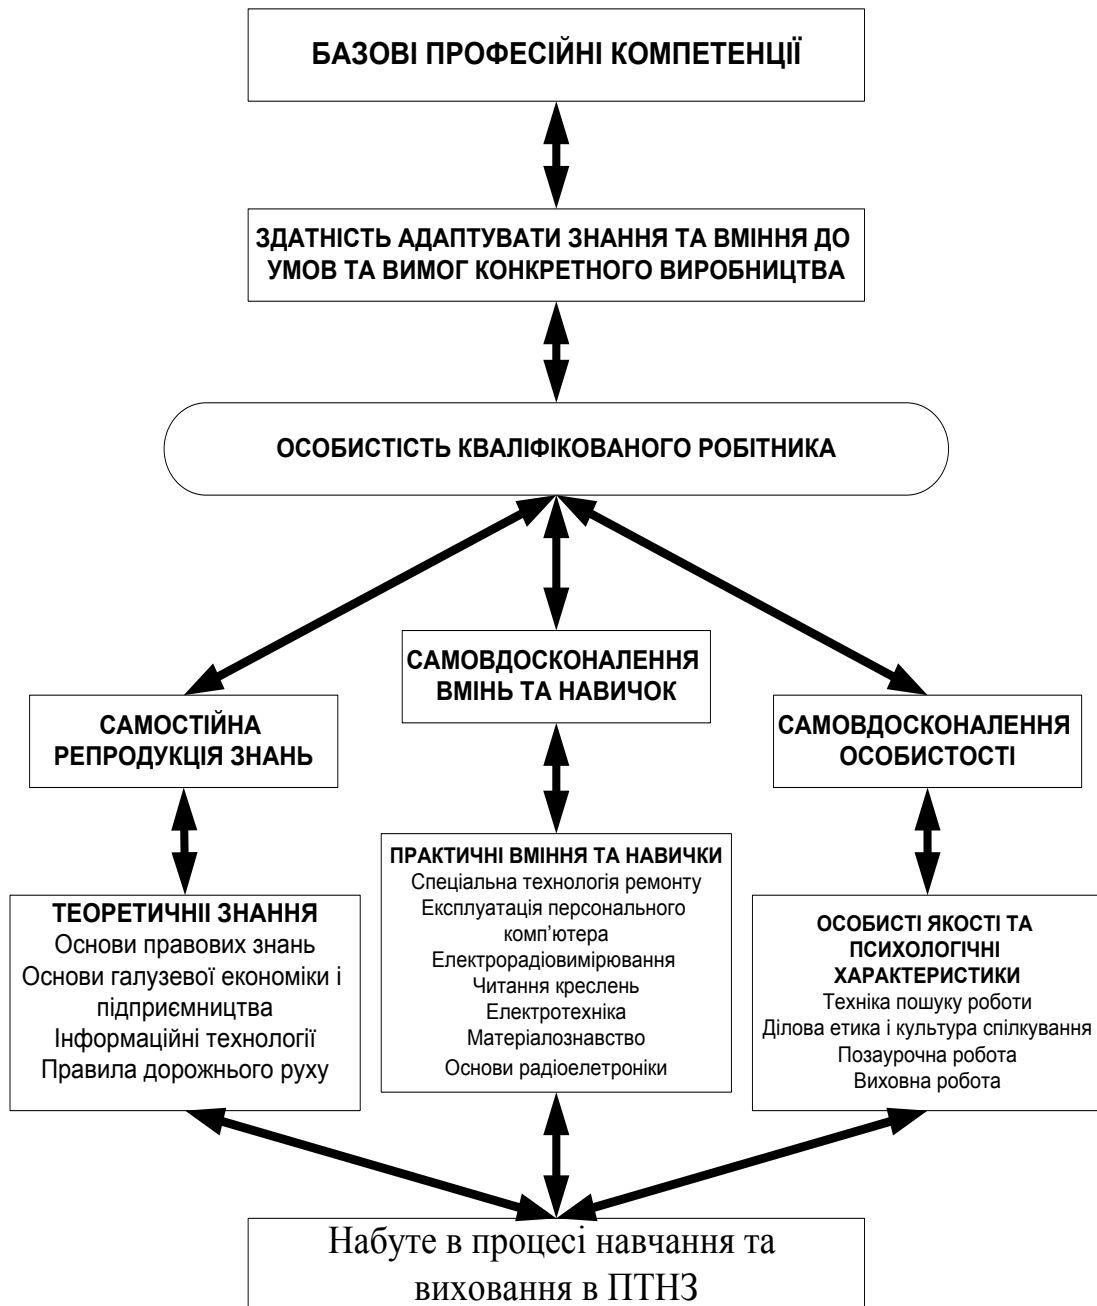 БАЗОВІ ПРОФЕСІЙНІ КОМПЕТЕНЦІЇ
ЗДАТНІСТЬ АДАПТУВАТИ ЗНАННЯ ТА ВМІННЯ ДО
УМОВ ТА ВИМОГ КОНКРЕТНОГО ВИРОБНИЦТВА
ОСОБИСТІСТЬ КВАЛІФІКОВАНОГО РОБІТНИКА
САМОСТІЙНА
РЕПРОДУКЦІЯ ЗНАНЬ
САМОВДОСКОНАЛЕННЯ
ВМІНЬ ТА НАВИЧОК
САМОВДОСКОНАЛЕННЯ
ОСОБИСТОСТІ
ТЕОРЕТИЧНІІ ЗНАННЯ
Основи правових знань
Основи галузевої економіки і
підприємництва
Інформаційні технології
Правила дорожнього руху
ПРАКТИЧНІ ВМІННЯ ТА НАВИЧКИ
Спеціальна технологія ремонту
Експлуатація персонального
комп’ютера
Електрорадіовимірювання
Читання креслень
Електротехніка
Матеріалознавство
Основи радіоелетроніки
ОСОБИСТІ ЯКОСТІ ТА
ПСИХОЛОГІЧНІ
ХАРАКТЕРИСТИКИ
Техніка пошуку роботи
Ділова етика і культура спілкування
Позаурочна робота
Виховна робота
Набуте в процесі навчання та
виховання в ПТНЗ